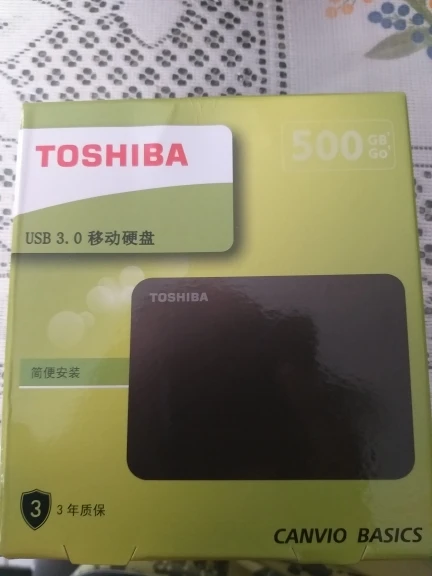 TOSHIBA
500 GB
Go
USB 3.0 移动硬盘
TOSHIBA
简便安装
3
3 年质保
CANVIO BASICS